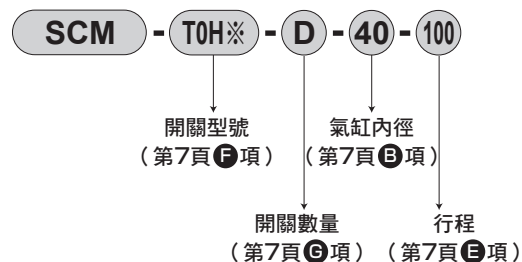 SCM - T0H※ - D - 40 - 100
開關型號 氣缸內徑
（第7頁F項） （第7頁B項）
開關數量 行程
（第7頁G項） （第7頁E項）